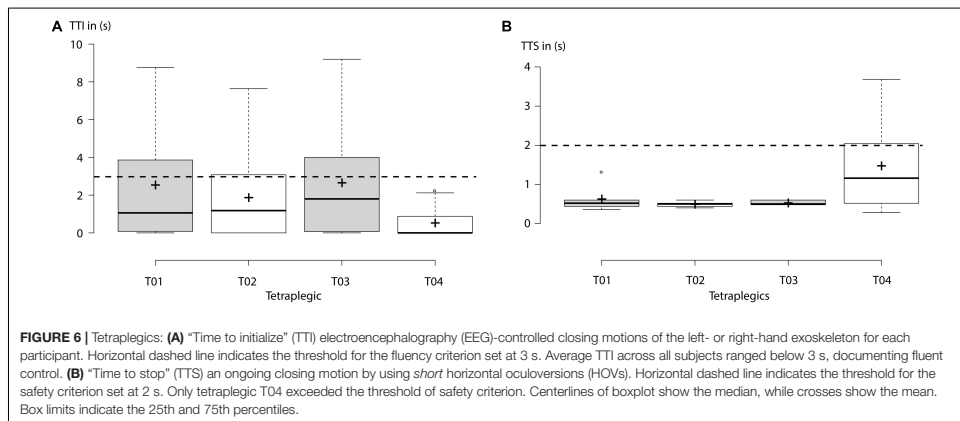 A TTI in (s)
10
8
6
4
2
0
T01 T02 T03 T04
Tetraplegic
B
TTS in (s)
4
3
2
1
0
T01 T02 T03 T04
Tetraplegics
FIGURE 6 | Tetraplegics: (A) “Time to initialize” (TTI) electroencephalography (EEG)-controlled closing motions of the left- or right-hand exoskeleton for each
participant. Horizontal dashed line indicates the threshold for the fluency criterion set at 3 s. Average TTI across all subjects ranged below 3 s, documenting fluent
control. (B) “Time to stop” (TTS) an ongoing closing motion by using short horizontal oculoversions (HOVs). Horizontal dashed line indicates the threshold for the
safety criterion set at 2 s. Only tetraplegic T04 exceeded the threshold of safety criterion. Centerlines of boxplot show the median, while crosses show the mean.
Box limits indicate the 25th and 75th percentiles.